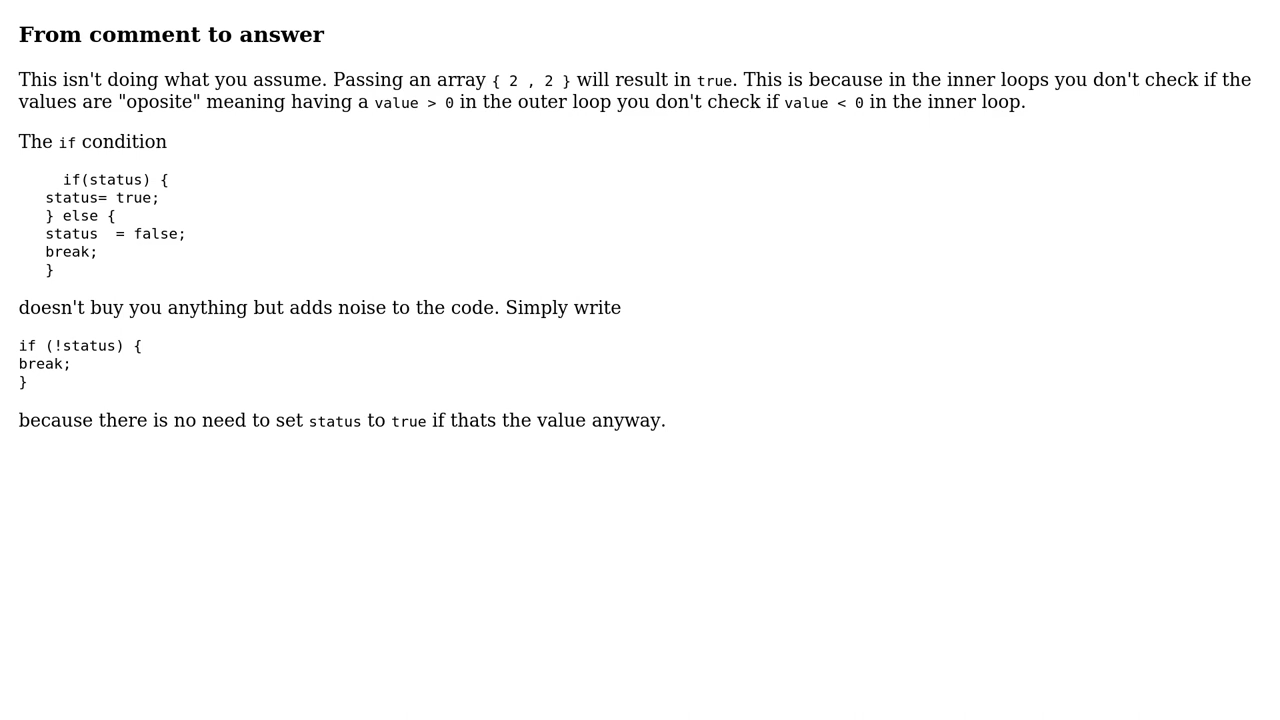 From comment to answer
This isn't doing what you assume. Passing an array { 2 , 2 } will result in true. This is because in the inner loops you don't check if the
values are "oposite" meaning having a value > 0 in the outer loop you don't check if value < 0 in the inner loop.
The if condition
     if(status) {
   status= true;
   } else {
   status  = false;
   break;
   }
doesn't buy you anything but adds noise to the code. Simply write
if (!status) {
break;
}
because there is no need to set status to true if thats the value anyway.